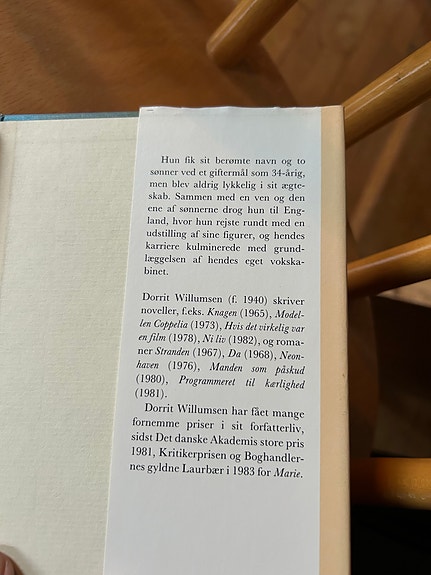 Hun fik sit berømte navn og to
sønner ved et giftermål som 34-årig,
men blev aldrig lykkelig i sit ægte-
skab. Sammen med en ven og den
ene af sønnerne drog hun til Eng-
land, hvor hun rejste rundt med en
udstilling af sine figurer, og hendes
karriere kulminerede med grund-
læggelsen af hendes eget vokska-
binet.
Dorrit Willumsen (f. 1940) skriver
noveller, f.eks. Knagen (1965), Model-
len Coppelia (1973), Hvis det virkelig var
en film (1978), Ni liv (1982), og roma-
ner Stranden (1967), Da (1968), Neon-
haven (1976), Manden som påskud
(1980), Programmeret til kærlighed
(1981).
Dorrit Willumsen har fået mange
fornemme priser i sit forfatterliv,
sidst Det danske Akademis store pris
1981, Kritikerprisen og Boghandler-
nes gyldne Laurbær i 1983 for Marie.